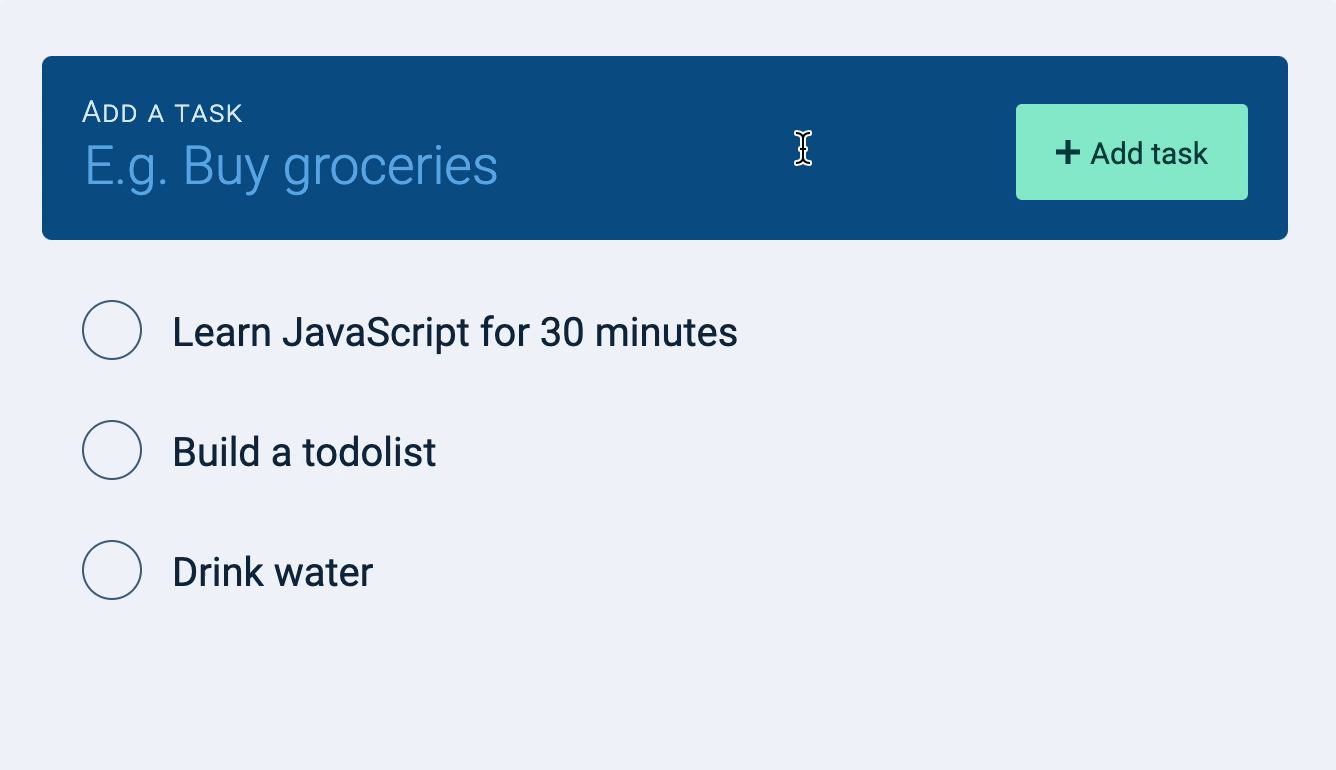 Add a task
E.g. Buy groceries
+ Add task
Learn JavaScript for 30 minutes
Build a todolist
Drink water